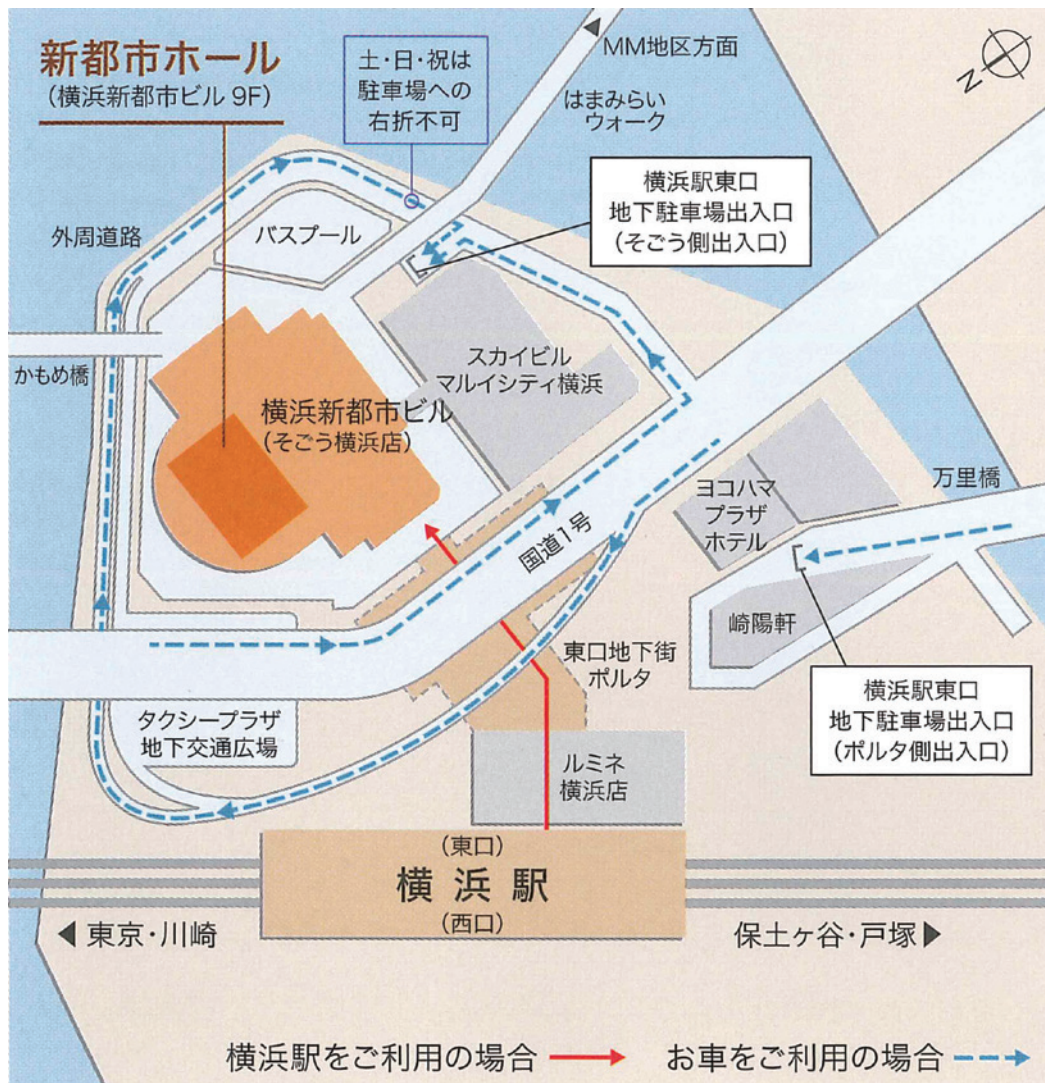 新都市ホール
(横浜新都市ビル 9F)
土・日・祝は
駐車場への
右折不可
MM地区方面
はまみらい
ウォーク
N
横浜駅東口
地下駐車場出入口
(そごう側出入口)
外周道路
バスプール
かもめ橋
スカイビル
マルイシティ横浜
横浜新都市ビル
(そごう横浜店)
国道1号
ヨコハマ
プラザ
ホテル
万里橋
崎陽軒
東口地下街
ポルタ
横浜駅東口
地下駐車場出入口
(ポルタ側出入口)
タクシープラザ
地下交通広場
ルミネ
横浜店
(東口)
横浜駅
(西口)
東京・川崎
保土ヶ谷・戸塚
横浜駅をご利用の場合
お車をご利用の場合